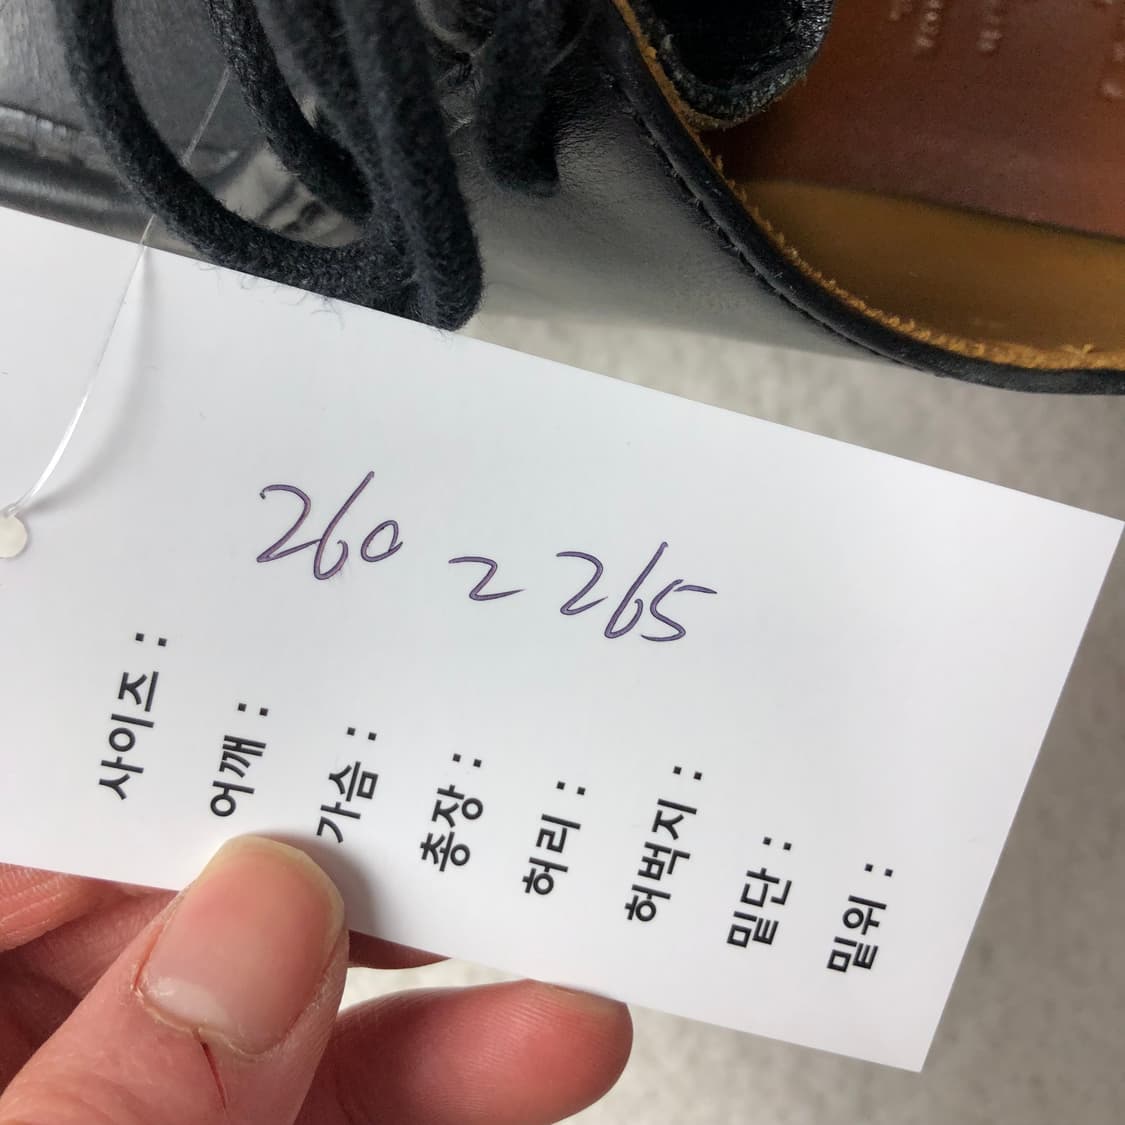 260 ~ 265
사이즈 :
어깨 :
가슴 :
총장 :
허리 :
허벅지 :
밑단 :
밑위 :